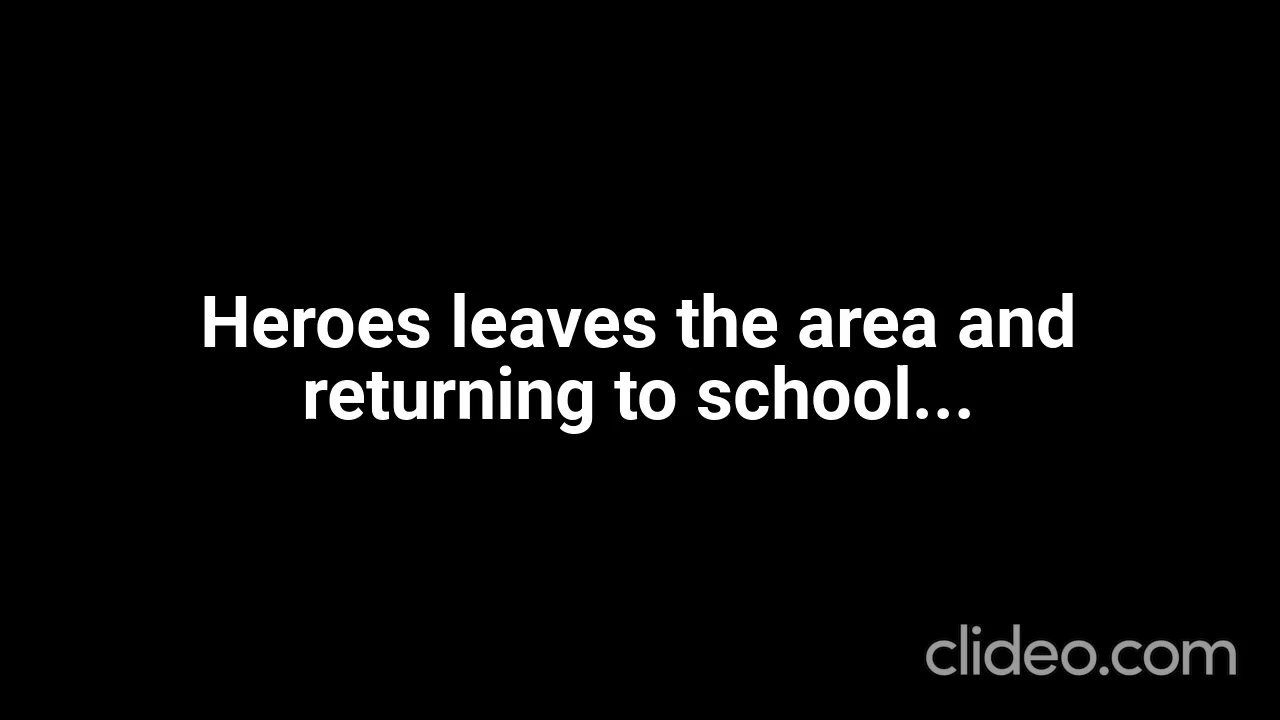 Heroes leaves the area and
returning to school...
clideo.com